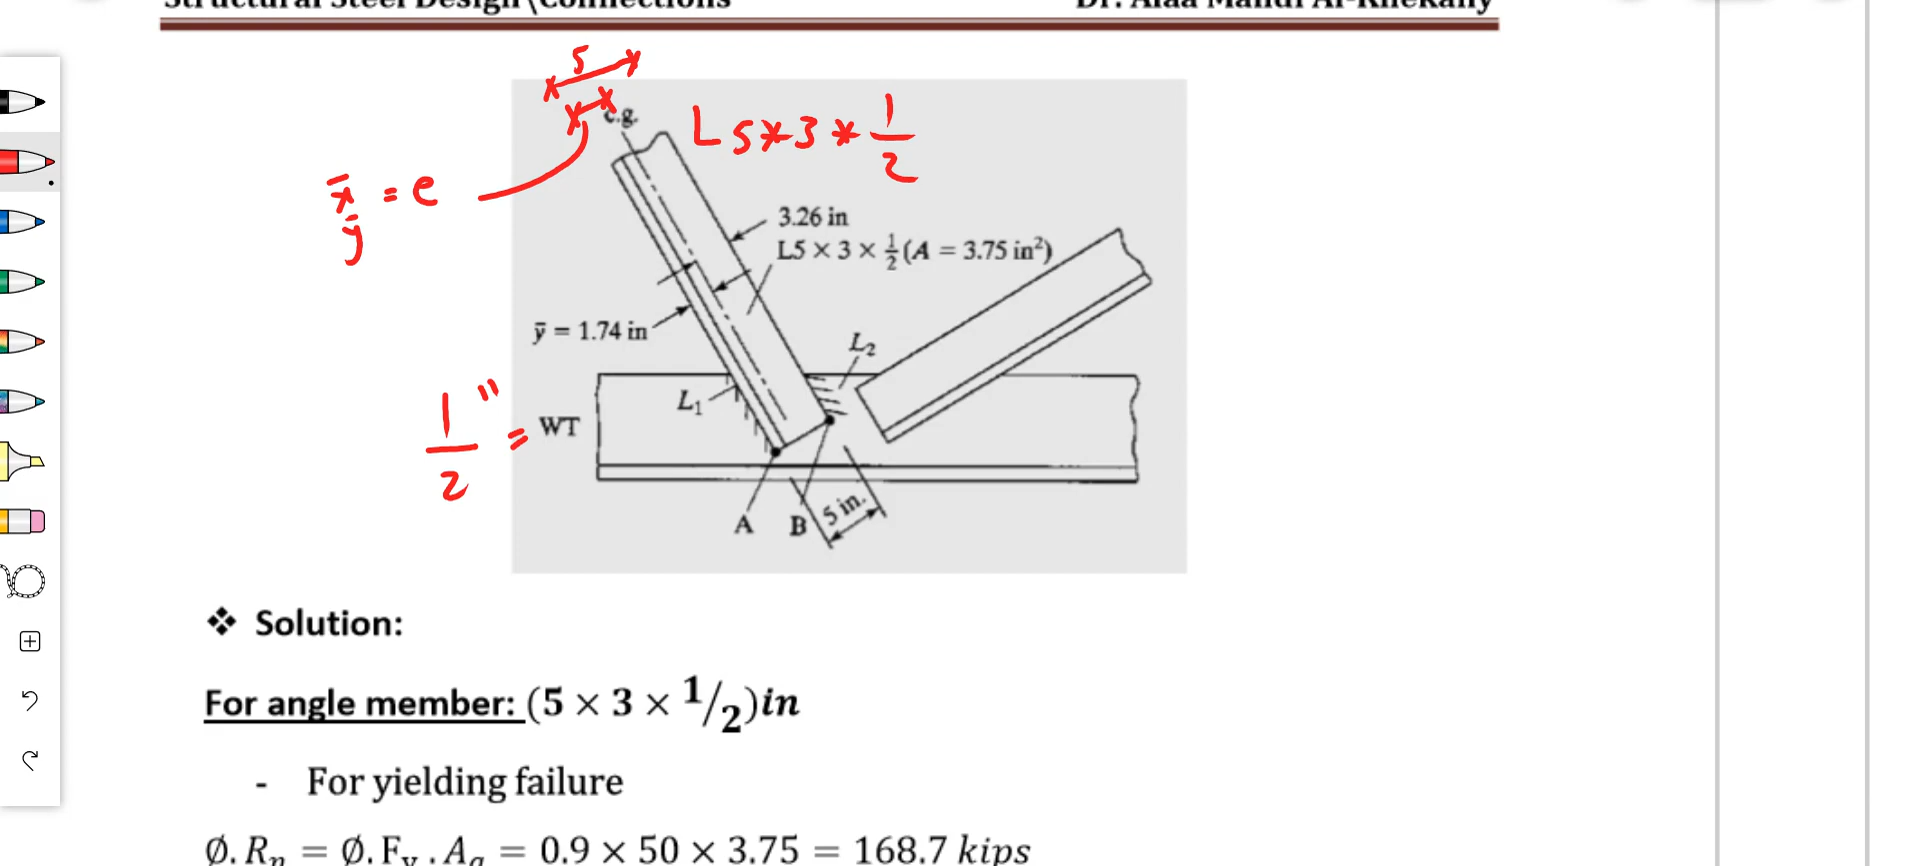 Structural Steel Design \Connections Dr. Alaa Mahdi Al-Khekany
5
c.g.
L 5*3*1/2
x̄ = e
ȳ
3.26 in
L5 × 3 × 1/2 (A = 3.75 in²)
ȳ = 1.74 in
L₂
L₁
1/2" =
WT
A B 5 in.
❖ Solution:
For angle member: (5 × 3 × 1/2)in
- For yielding failure
Ø. Rₙ = Ø. Fy . Ag = 0.9 × 50 × 3.75 = 168.7 kips